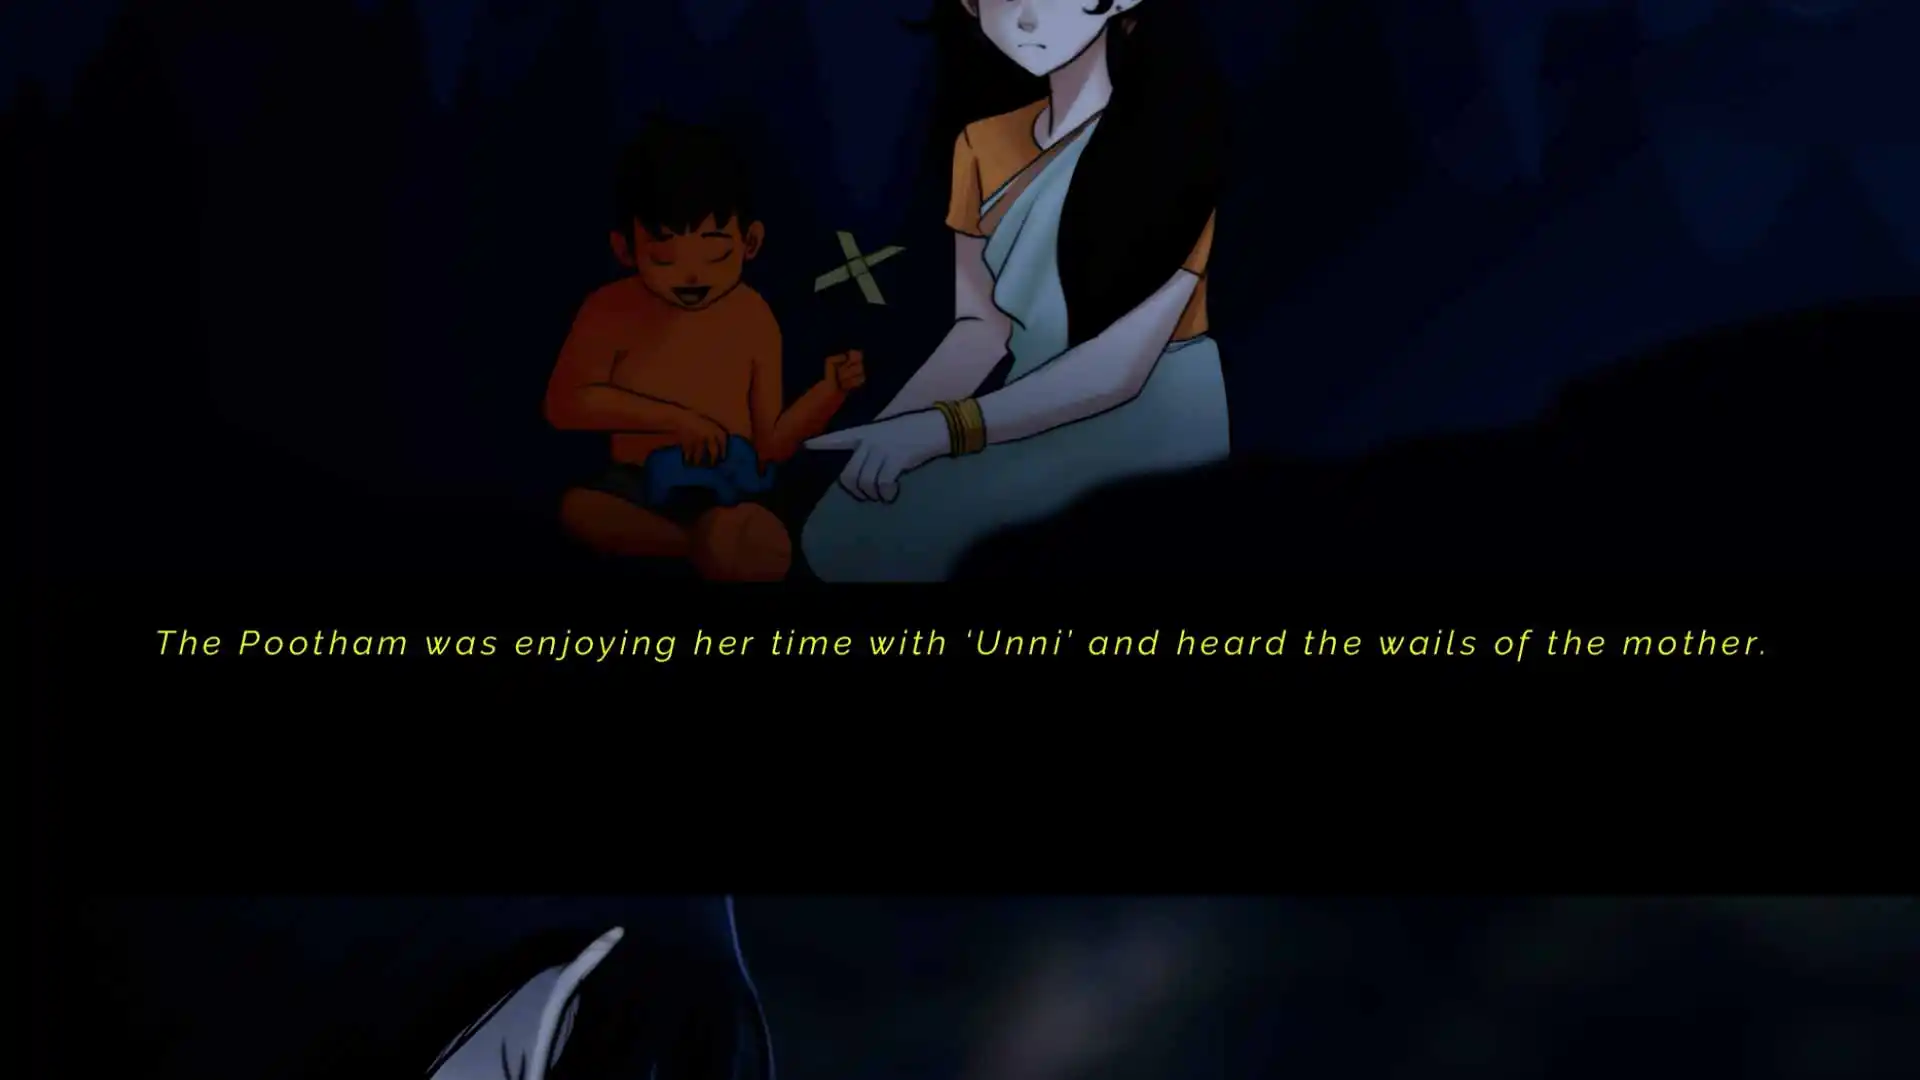 The Pootham was enjoying her time with ‘Unni’ and heard the wails of the mother.